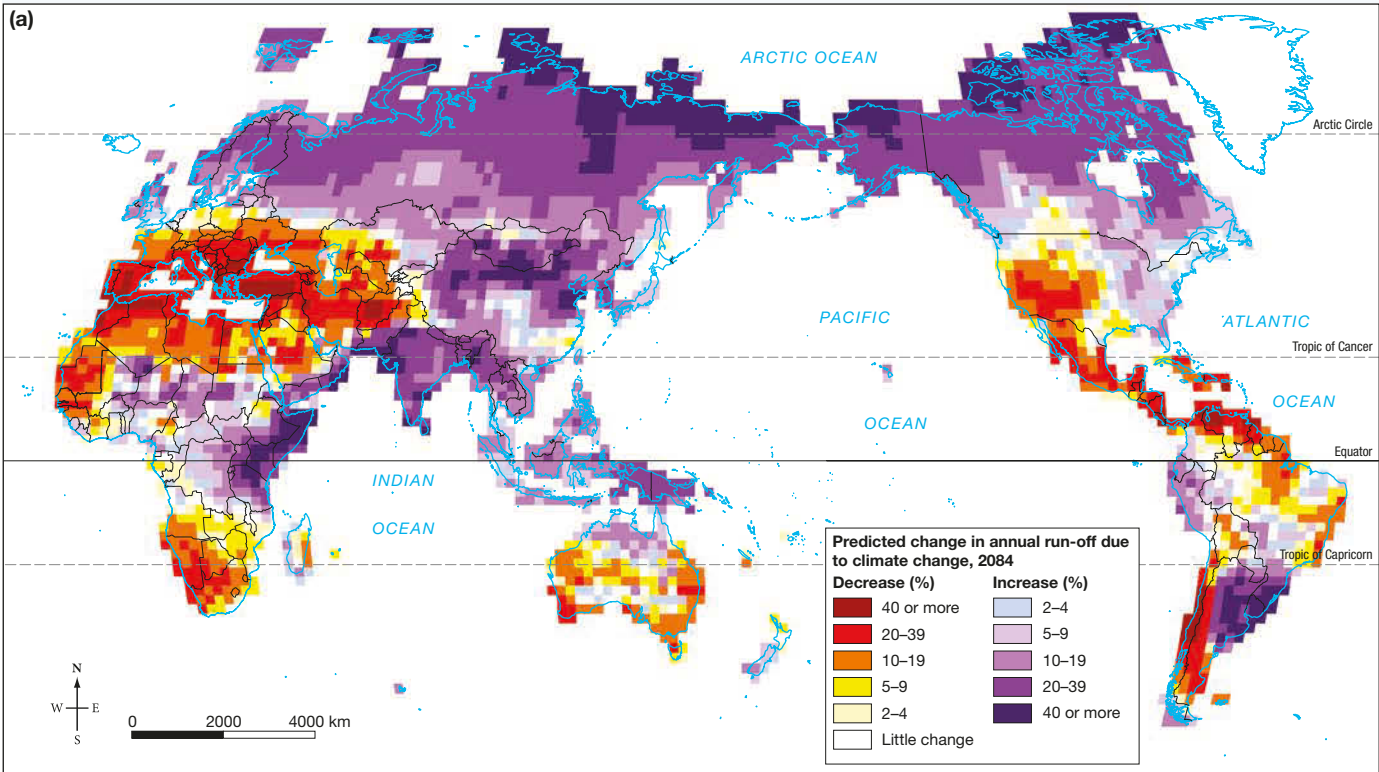 (a)
ARCTIC OCEAN
Arctic Circle
PACIFIC
ATLANTIC
Tropic of Cancer
OCEAN
OCEAN
Equator
INDIAN
OCEAN
Tropic of Capricorn
Predicted change in annual run-off due
to climate change, 2084
Decrease (%) Increase (%)
40 or more 2–4
20–39 5–9
10–19 10–19
5–9 20–39
2–4 40 or more
Little change
N
W E
S
0 2000 4000 km